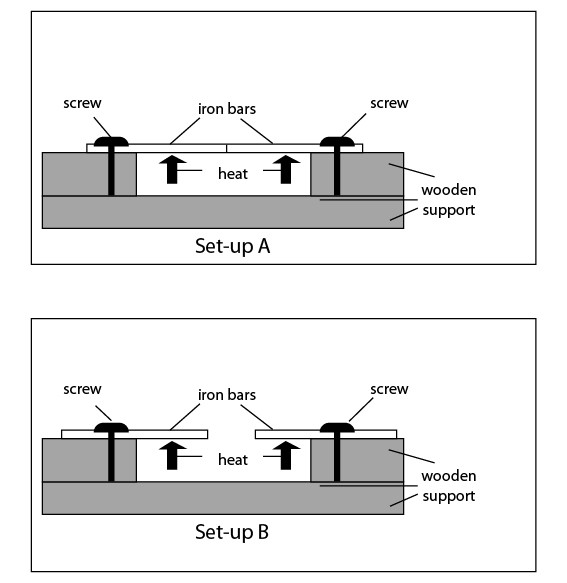 screw
iron bars
screw
heat
wooden
support
Set-up A
screw
iron bars
screw
heat
wooden
support
Set-up B